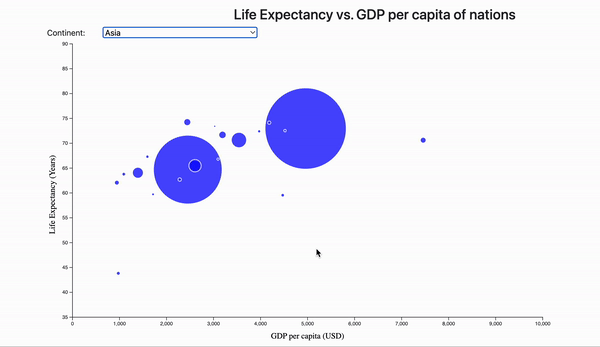 Life Expectancy vs. GDP per capita of nations
Continent: Asia
90
85
80
75
70
65
60
55
50
45
40
35
Life Expectancy (Years)
0 1,000 2,000 3,000 4,000 5,000 6,000 7,000 8,000 9,000 10,000
GDP per capita (USD)